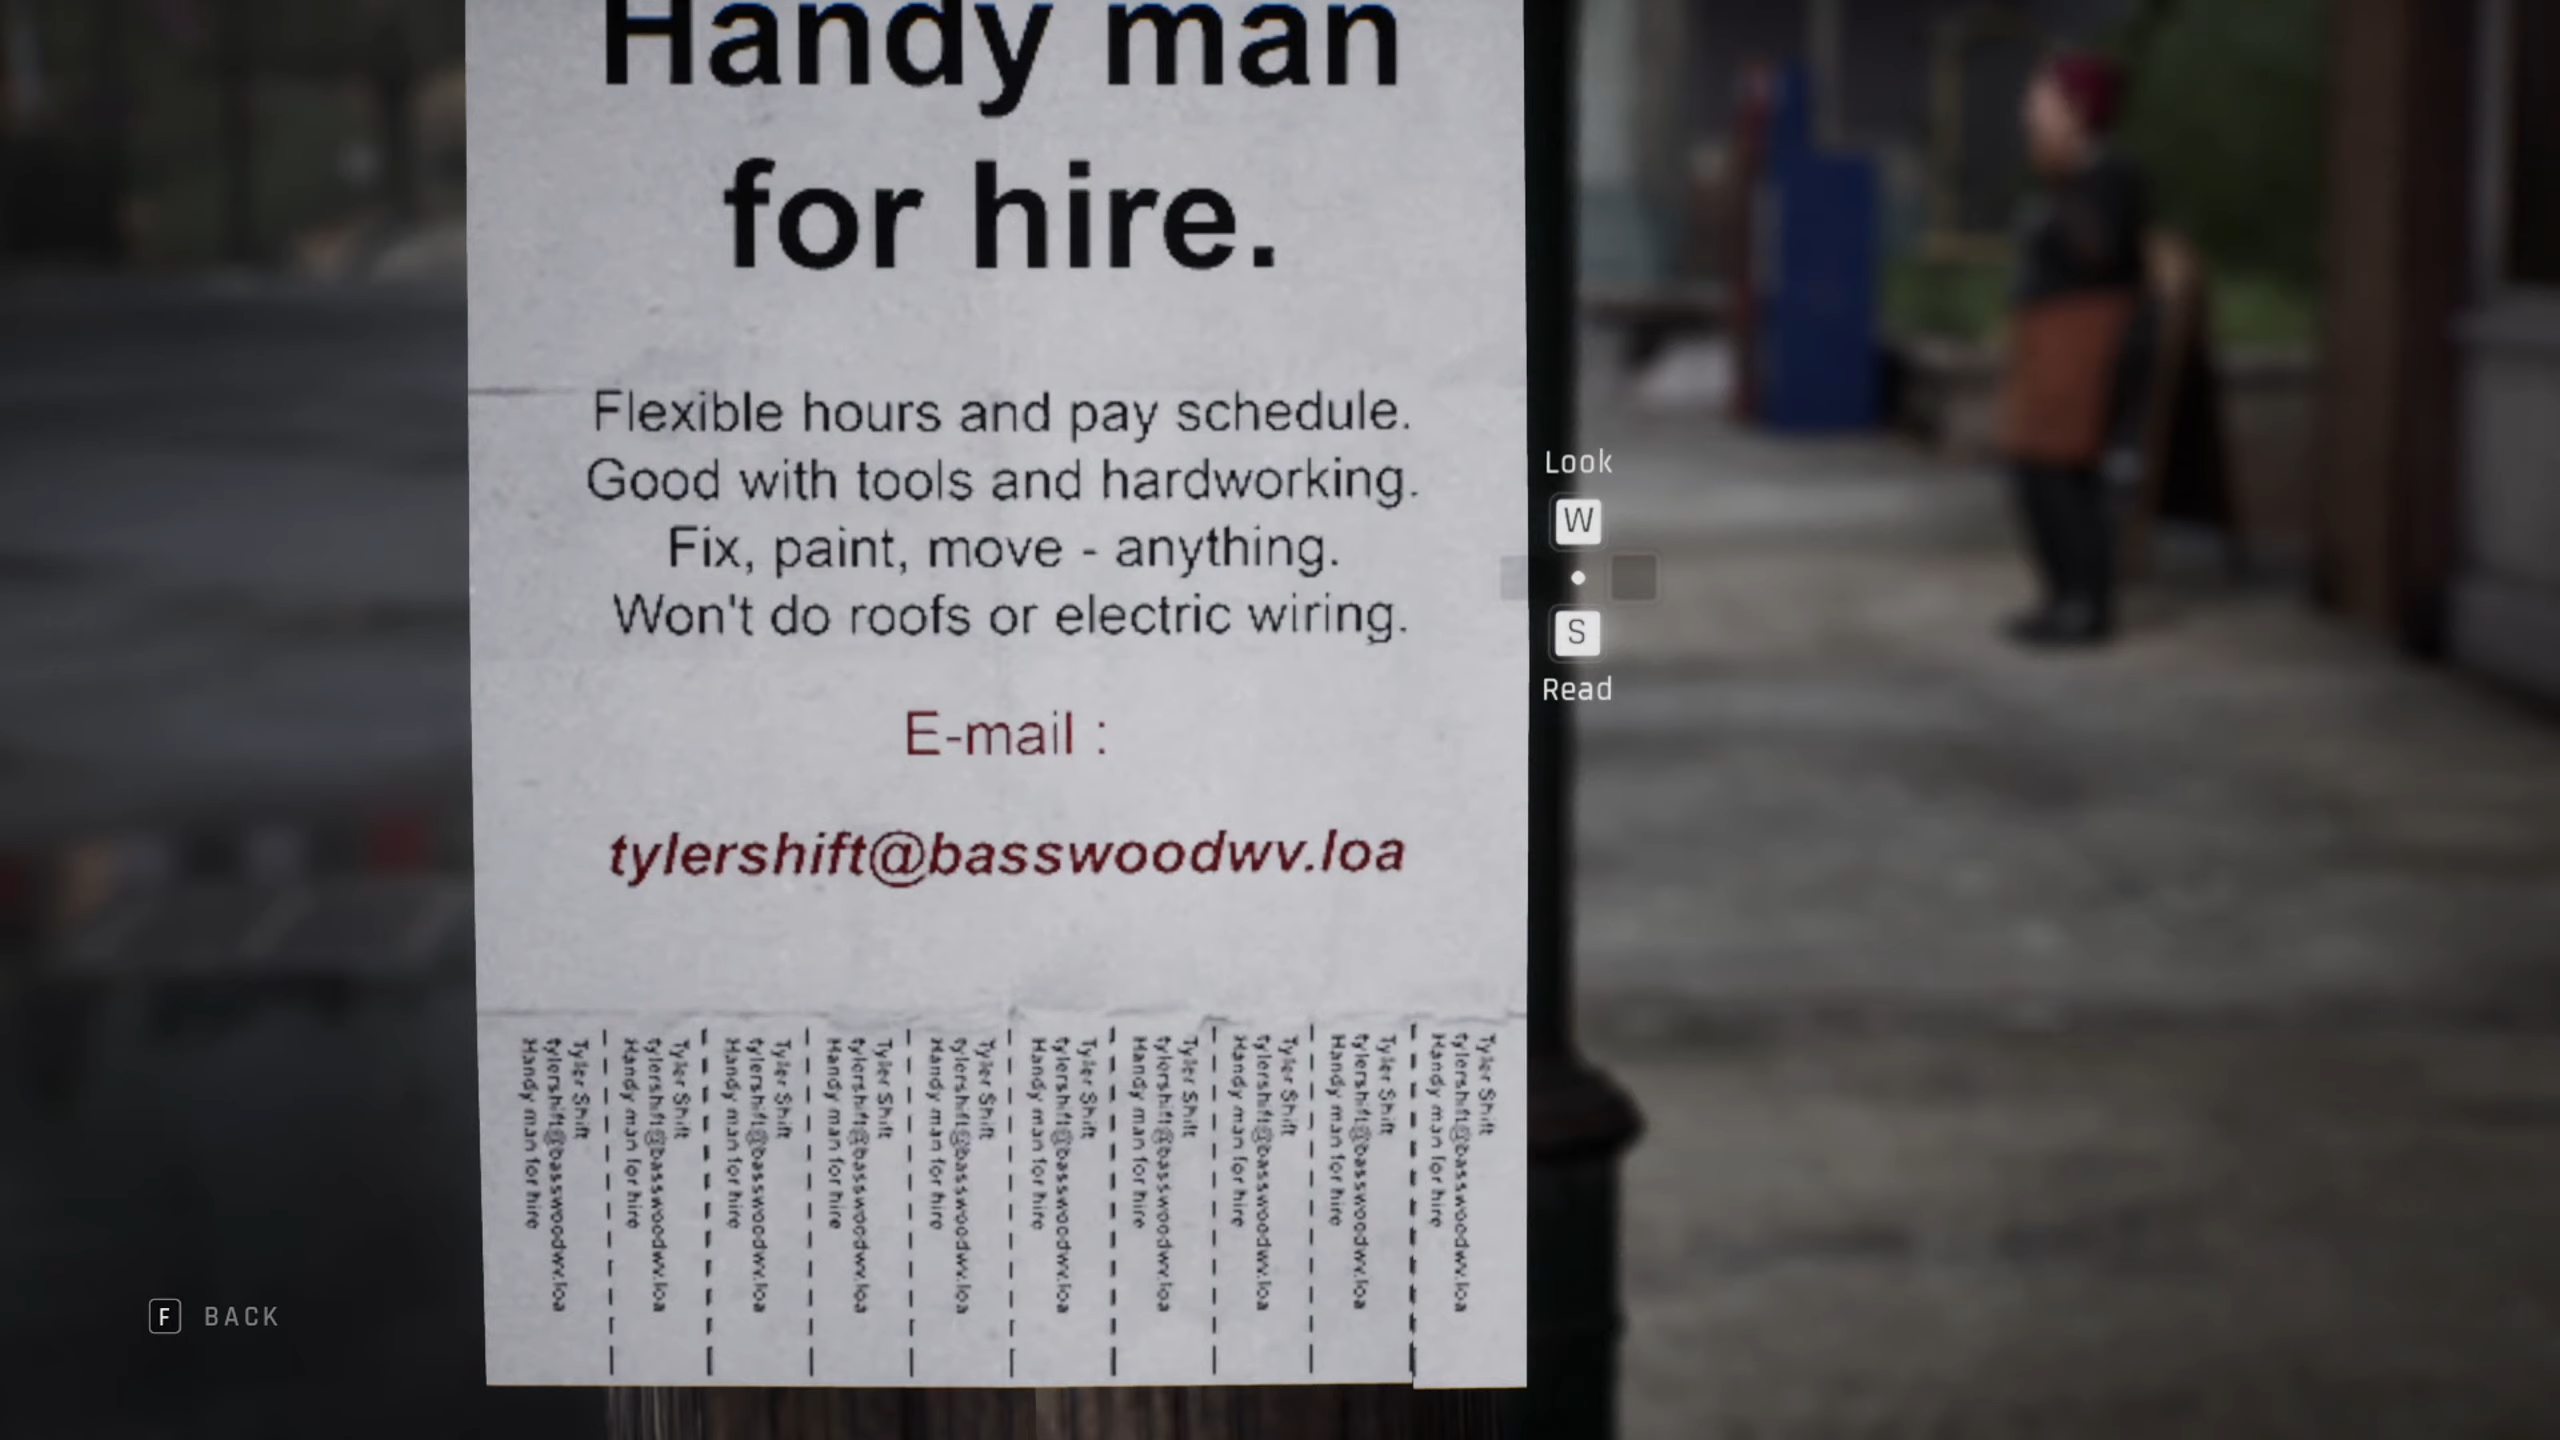 Handy man
for hire.
Flexible hours and pay schedule.
Good with tools and hardworking.
Fix, paint, move - anything.
Won't do roofs or electric wiring.
E-mail :
tylershift@basswoodwv.loa
Look
W
S
Read
Tyler Shift
tylershift@basswoodwv.loa
Handy man for hire
Tyler Shift
tylershift@basswoodwv.loa
Handy man for hire
Tyler Shift
tylershift@basswoodwv.loa
Handy man for hire
Tyler Shift
tylershift@basswoodwv.loa
Handy man for hire
Tyler Shift
tylershift@basswoodwv.loa
Handy man for hire
Tyler Shift
tylershift@basswoodwv.loa
Handy man for hire
Tyler Shift
tylershift@basswoodwv.loa
Handy man for hire
Tyler Shift
tylershift@basswoodwv.loa
Handy man for hire
Tyler Shift
tylershift@basswoodwv.loa
Handy man for hire
Tyler Shift
tylershift@basswoodwv.loa
Handy man for hire
F BACK